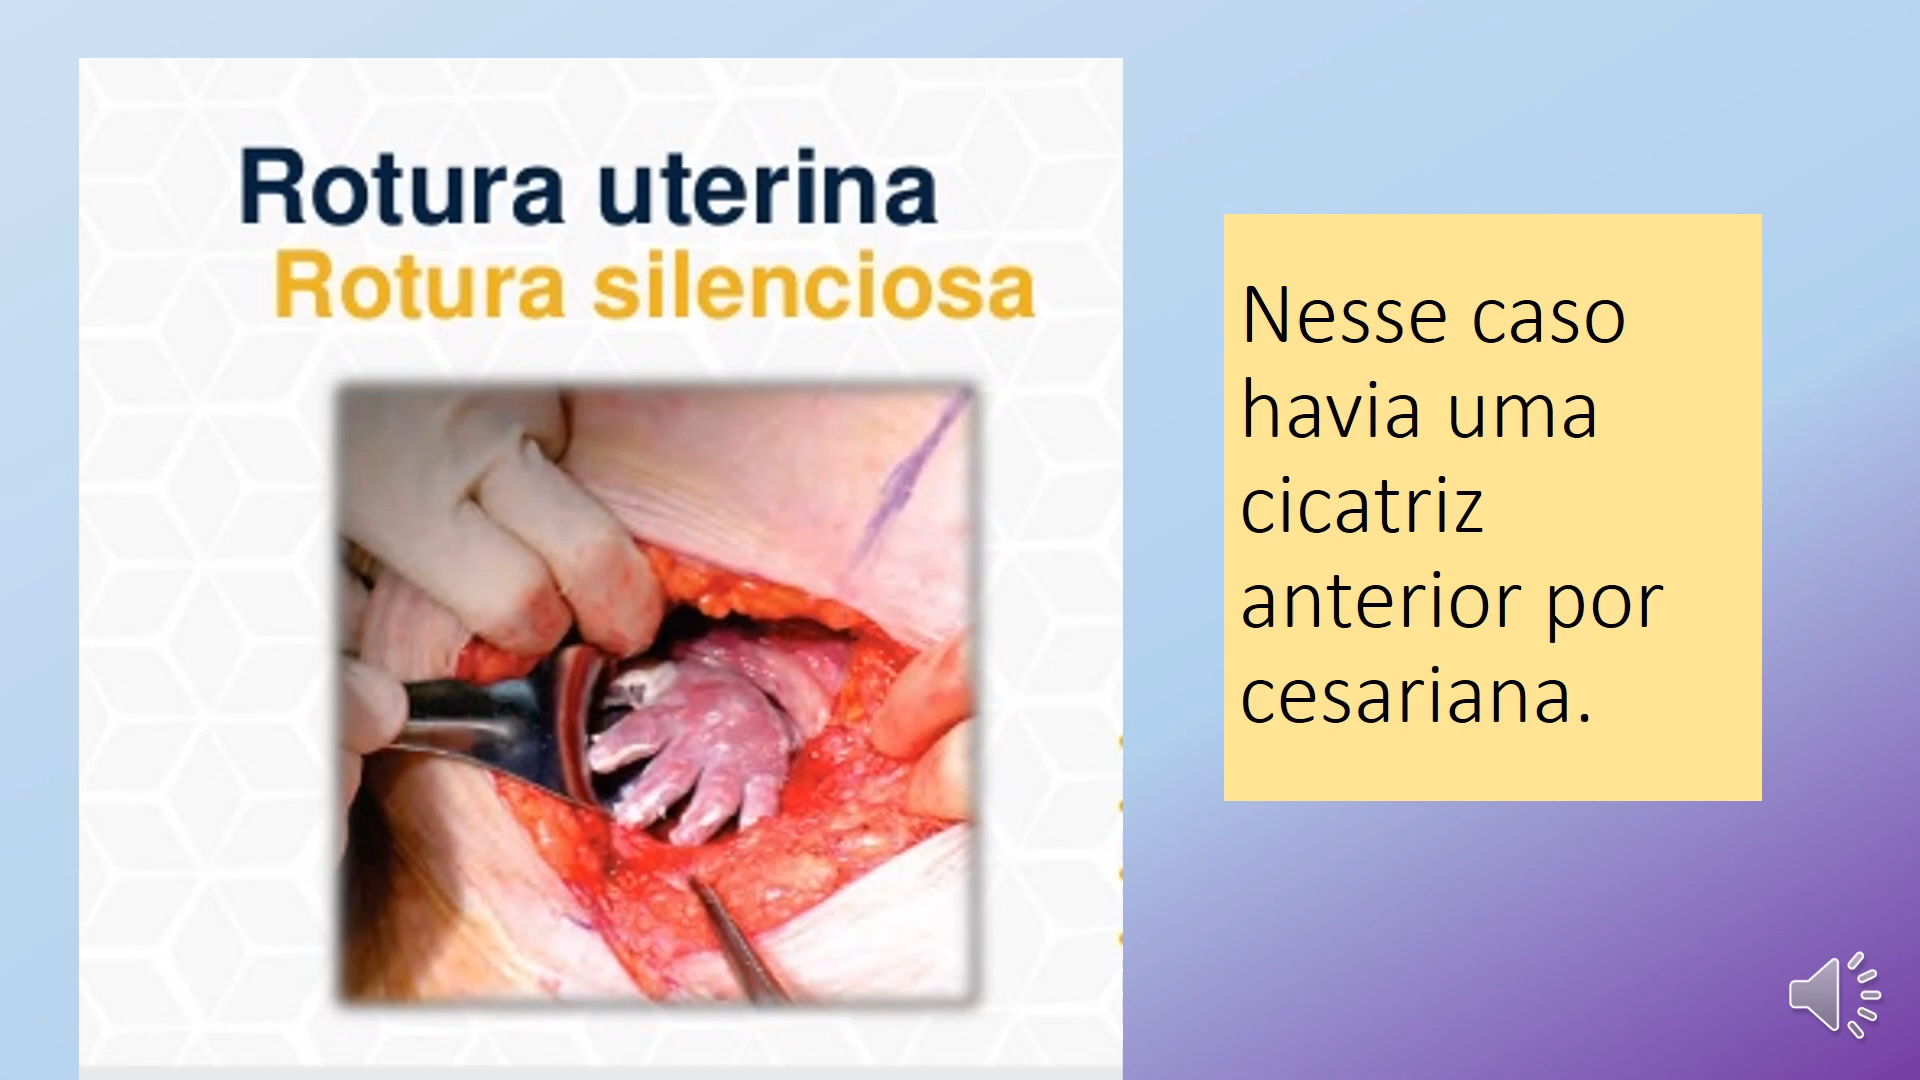 Rotura uterina
Rotura silenciosa
Nesse caso
havia uma
cicatriz
anterior por
cesariana.